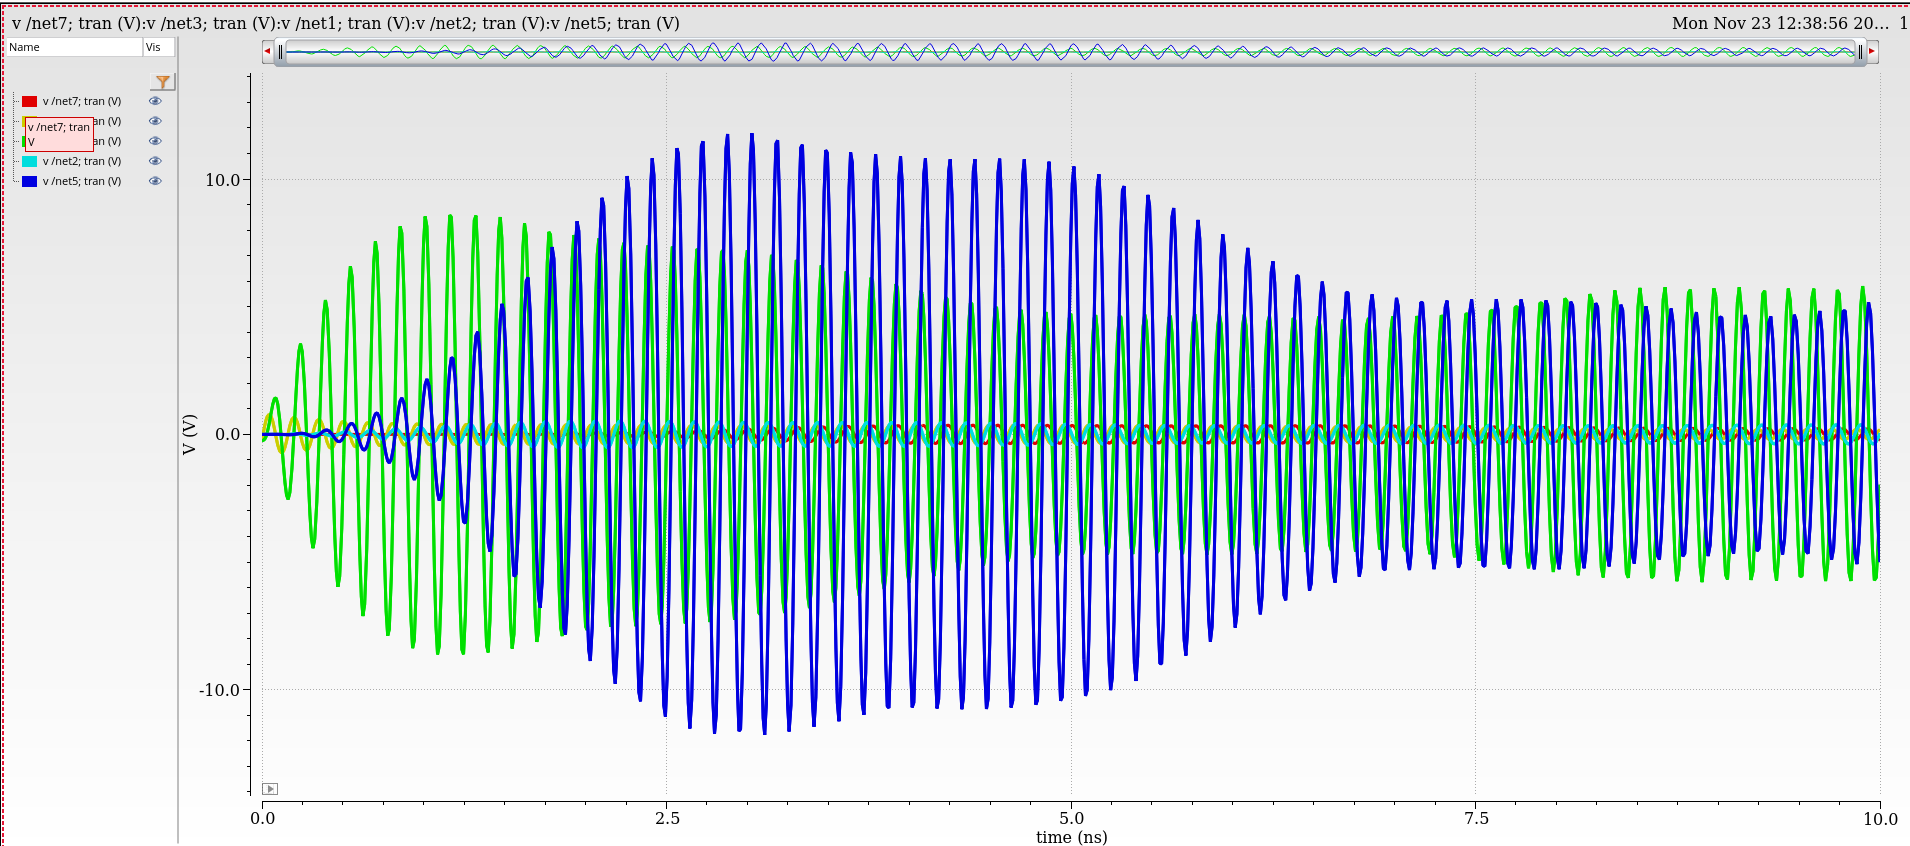 v /net7; tran (V):v /net3; tran (V):v /net1; tran (V):v /net2; tran (V):v /net5; tran (V)
Mon Nov 23 12:38:56 20... 1
Name Vis
v /net7; tran (V)
an (V)
v /net7; tran
V
an (V)
v /net2; tran (V)
v /net5; tran (V)
10.0
0.0
-10.0
V (V)
0.0 2.5 5.0 7.5 10.0
time (ns)